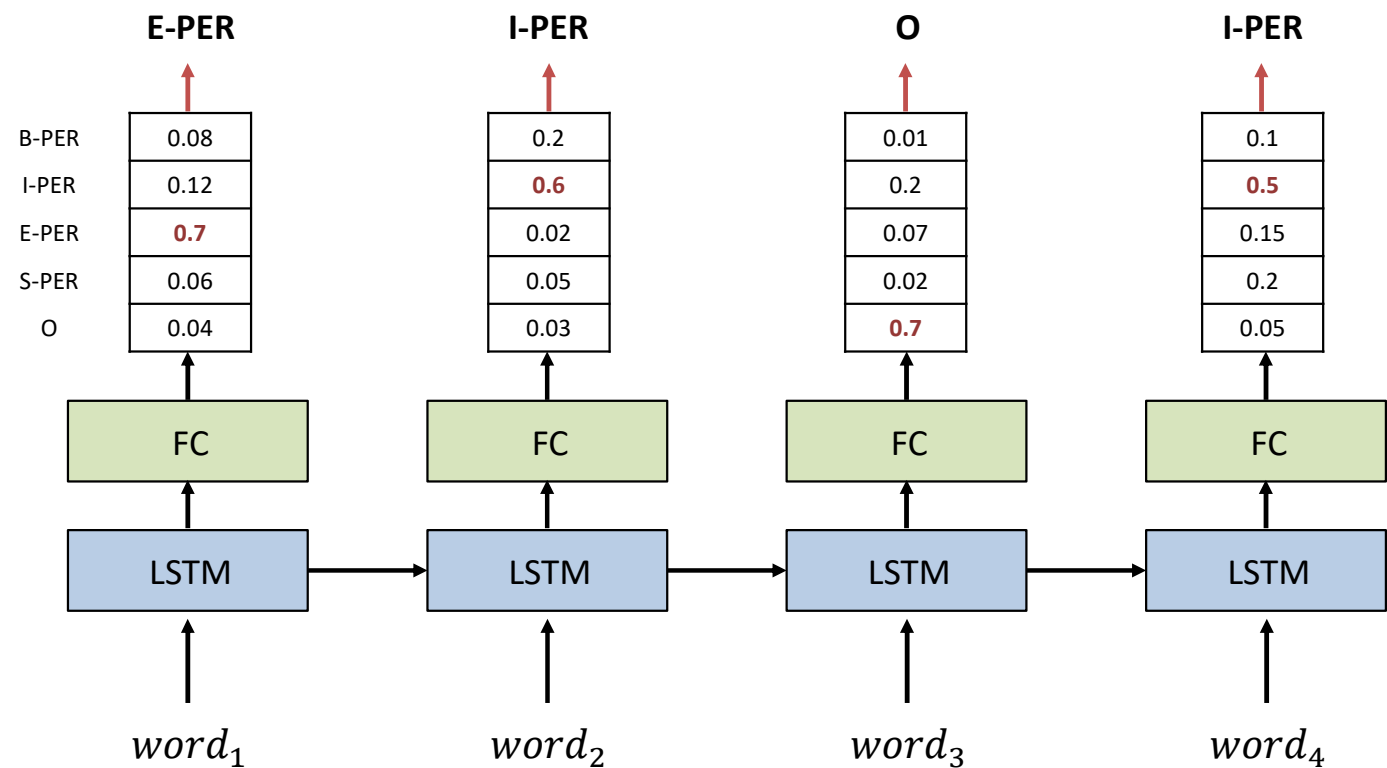 E-PER I-PER O I-PER
B-PER 0.08 0.2 0.01 0.1
I-PER 0.12 0.6 0.2 0.5
E-PER 0.7 0.02 0.07 0.15
S-PER 0.06 0.05 0.02 0.2
O 0.04 0.03 0.7 0.05
FC FC FC FC
LSTM LSTM LSTM LSTM
word₁ word₂ word₃ word₄